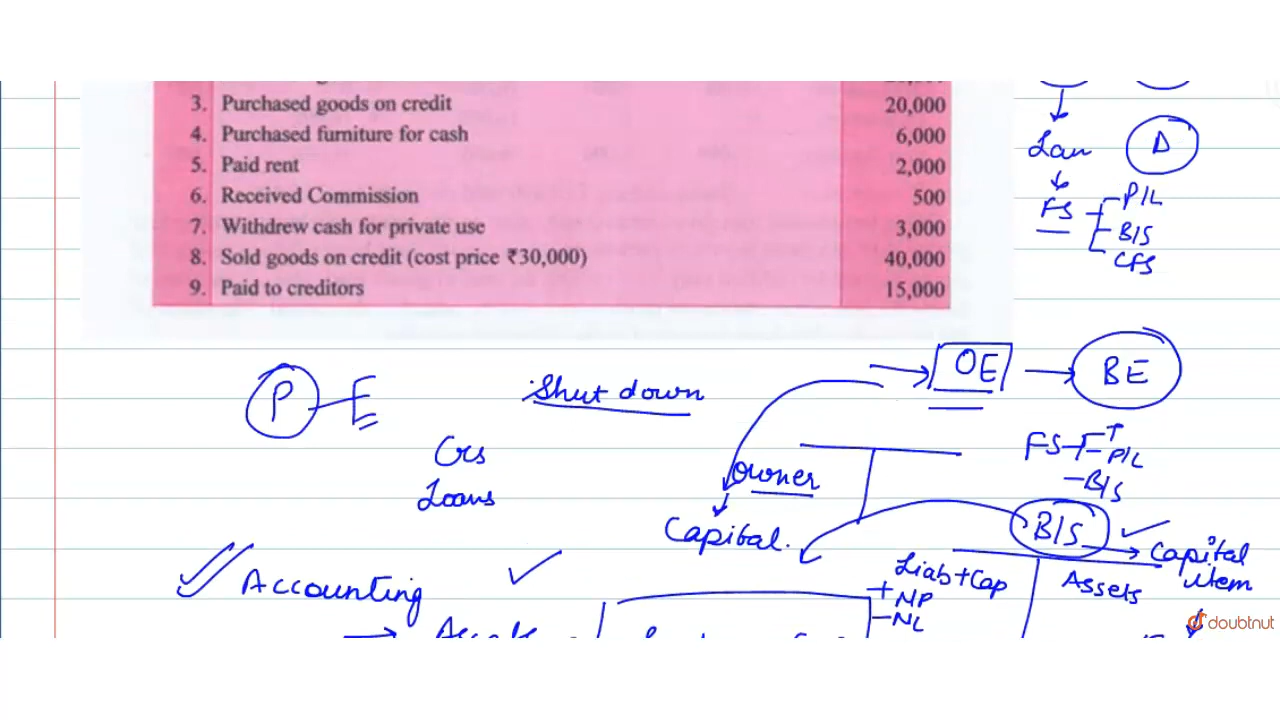 3. Purchased goods on credit 20,000
4. Purchased furniture for cash 6,000
5. Paid rent 2,000
6. Received Commission 500
7. Withdrew cash for private use 3,000
8. Sold goods on credit (cost price ₹30,000) 40,000
9. Paid to creditors 15,000
Law
D
FS
P/L
B/S
CFS
P
E
Shut down
OE
BE
Crs
Loans
owner
Capital.
FS
P/L
B/S
B/S
Capital
item
Liab+Cap
Assets
+ NP
- NL
Accounting
doubtnut